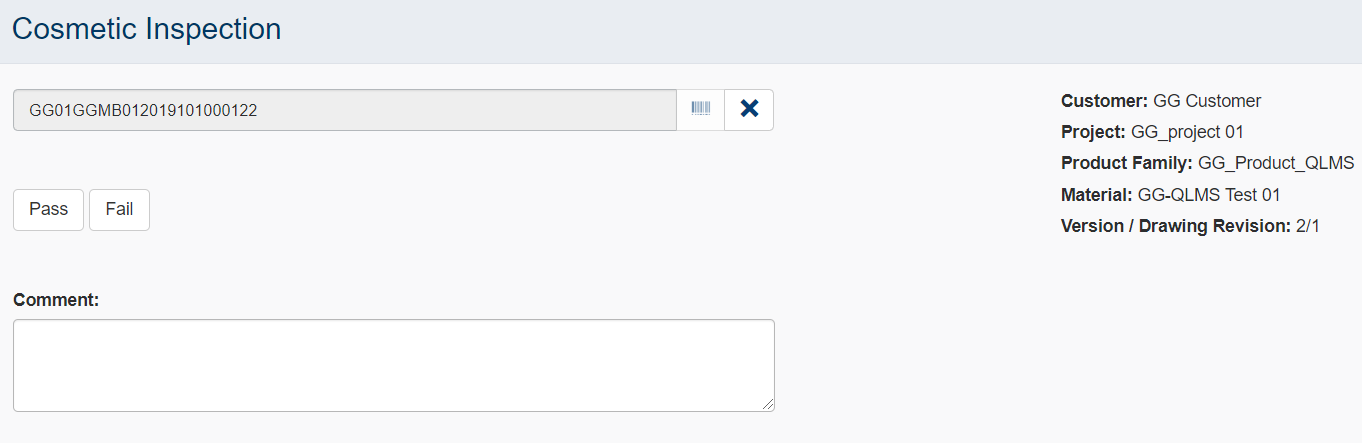 Cosmetic Inspection
GG01GGMB012019101000122
Customer: GG Customer
Project: GG_project 01
Product Family: GG_Product_QLMS
Material: GG-QLMS Test 01
Version / Drawing Revision: 2/1
Pass Fail
Comment: